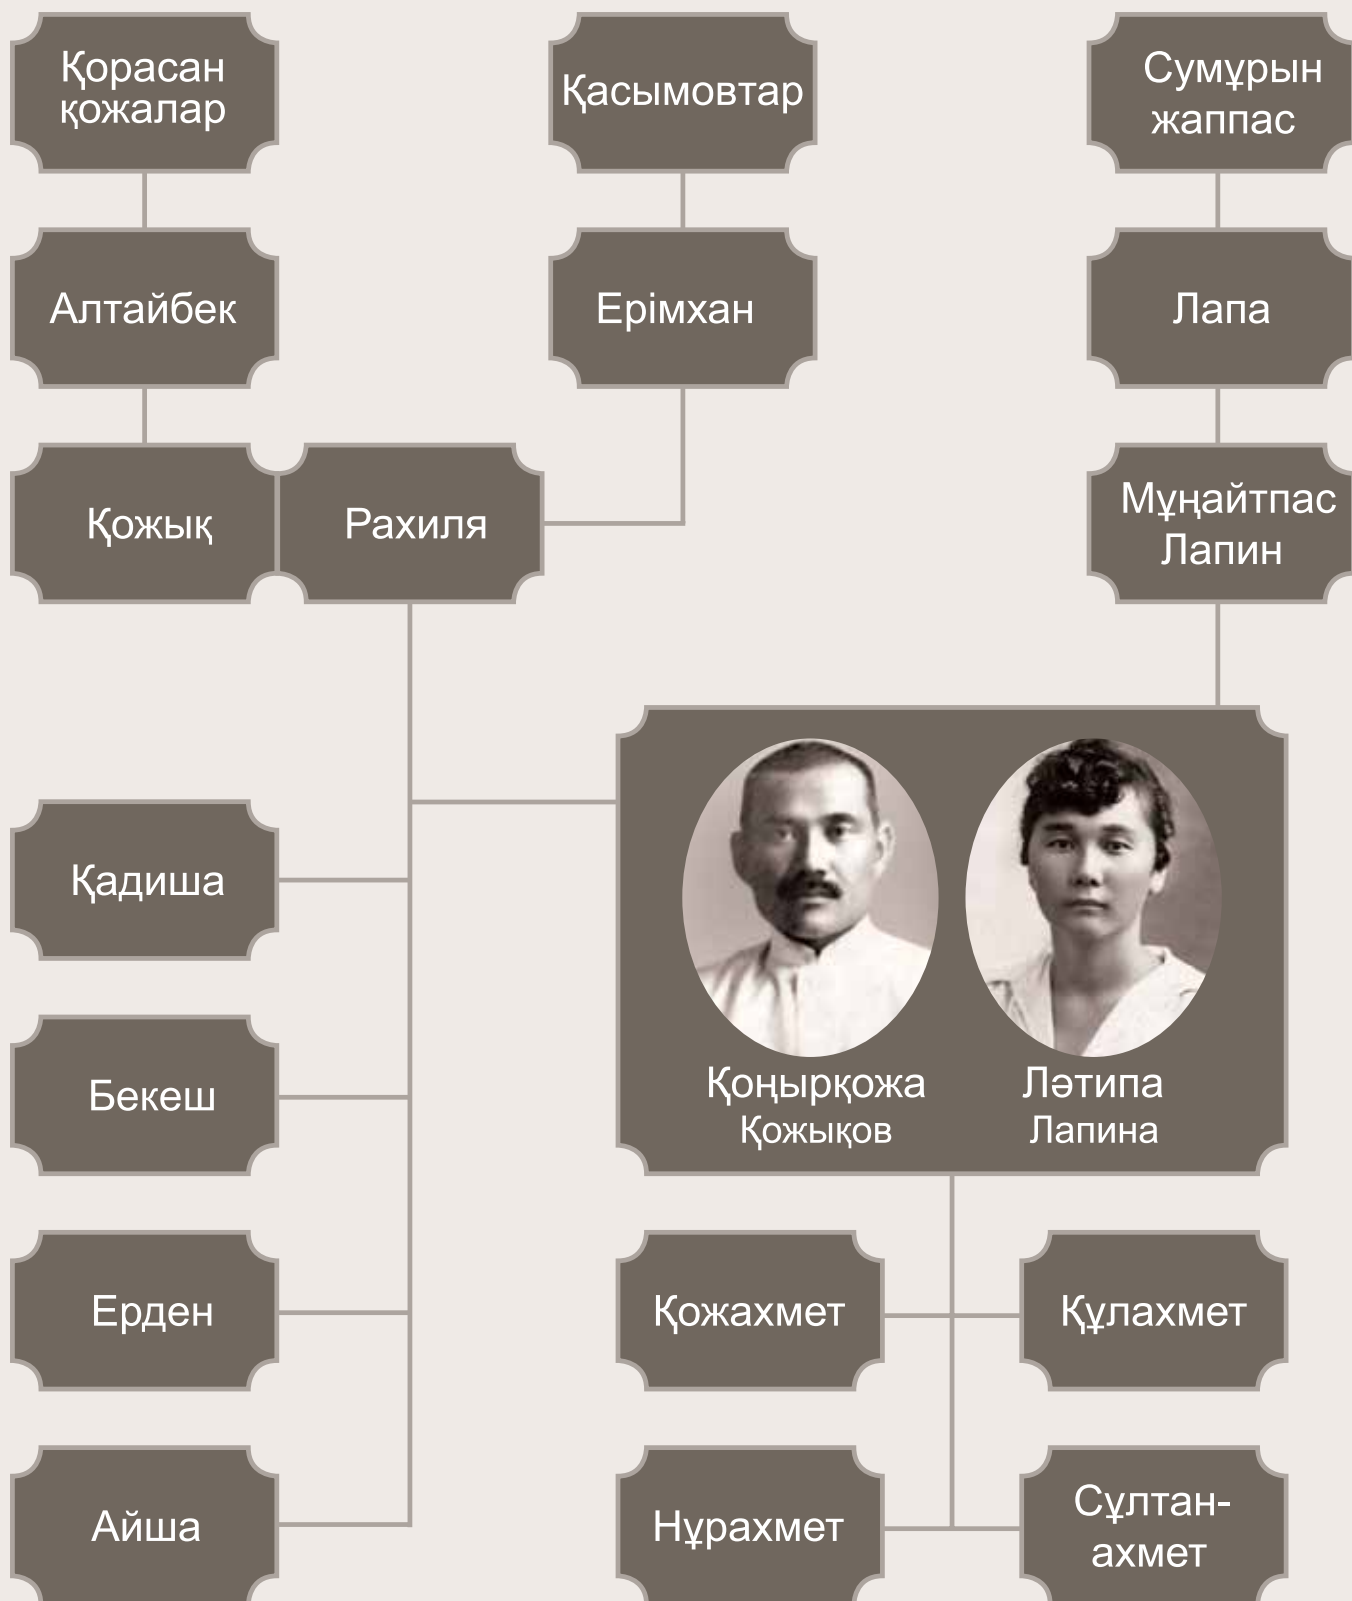 Қорасан
қожалар
Қасымовтар
Сумұрын
жаппас
Алтайбек
Ерімхан
Лапа
Қожық
Рахиля
Мұңайтпас
Лапин
Қоңырқожа
Қожықов
Ләтипа
Лапина
Қадиша
Бекеш
Ерден
Айша
Қожахмет
Құлахмет
Нұрахмет
Сұлтан-
ахмет